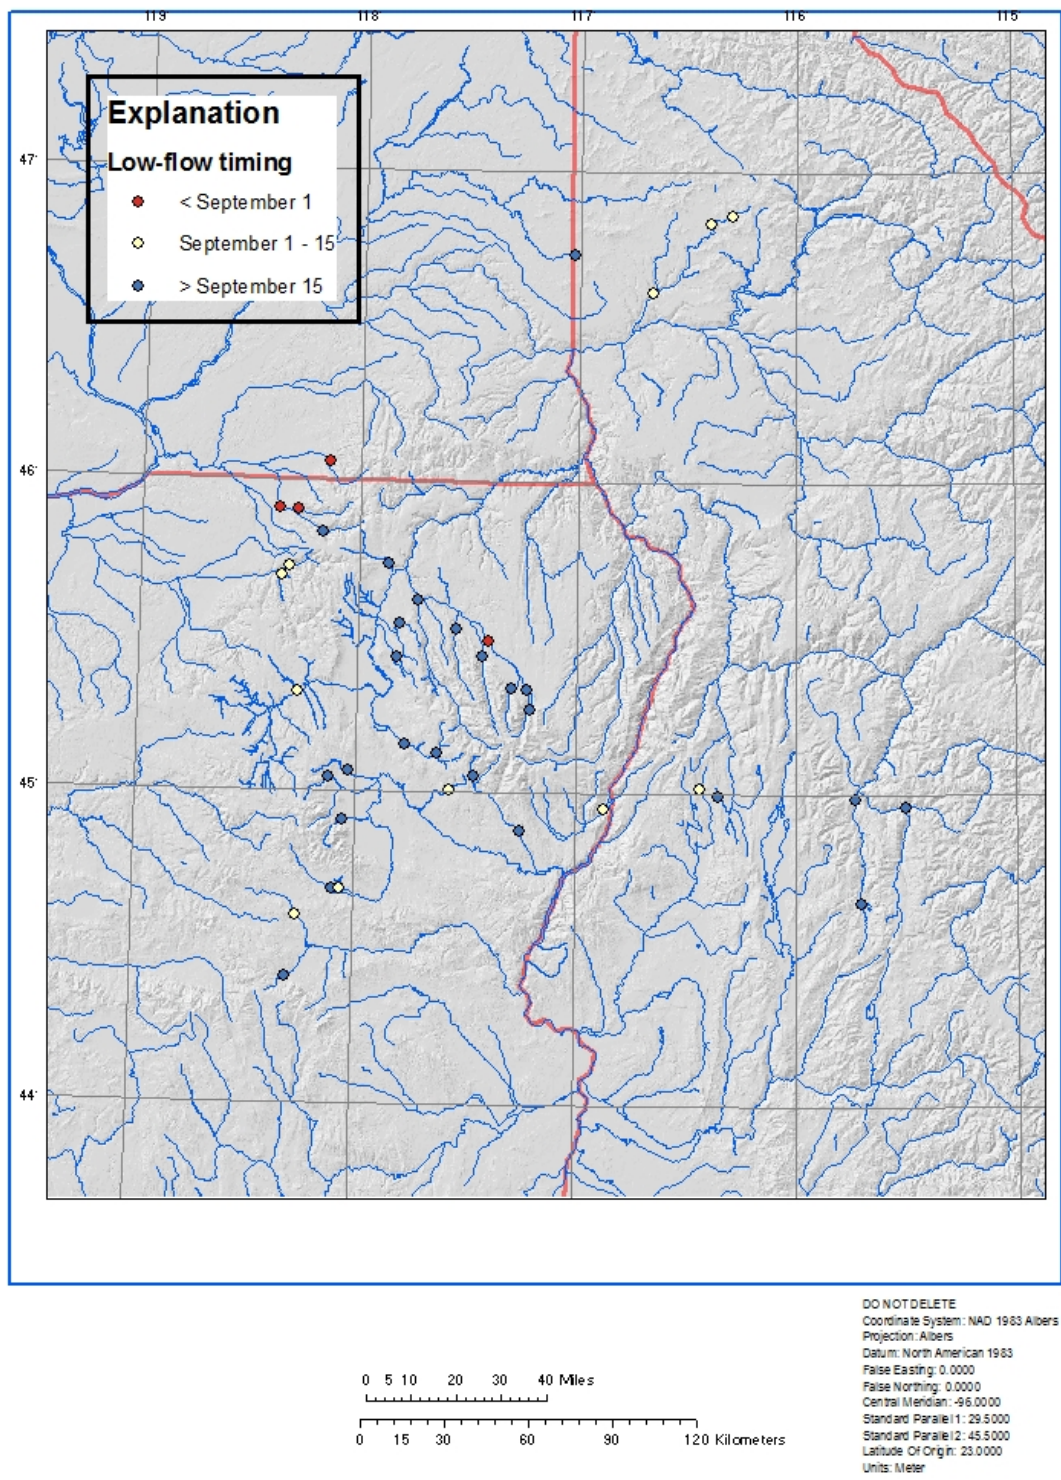 119° 118° 117° 116° 115°
Explanation
Low-flow timing
< September 1
September 1 - 15
> September 15
47°
46°
45°
44°
DO NOT DELETE
Coordinate System: NAD 1983 Albers
Projection: Albers
Datum: North American 1983
False Easting: 0.0000
False Northing: 0.0000
Central Meridian: -96.0000
Standard Parallel 1: 29.5000
Standard Parallel 2: 45.5000
Latitude Of Origin: 23.0000
Units: Meter
0 5 10 20 30 40 Miles
0 15 30 60 90 120 Kilometers